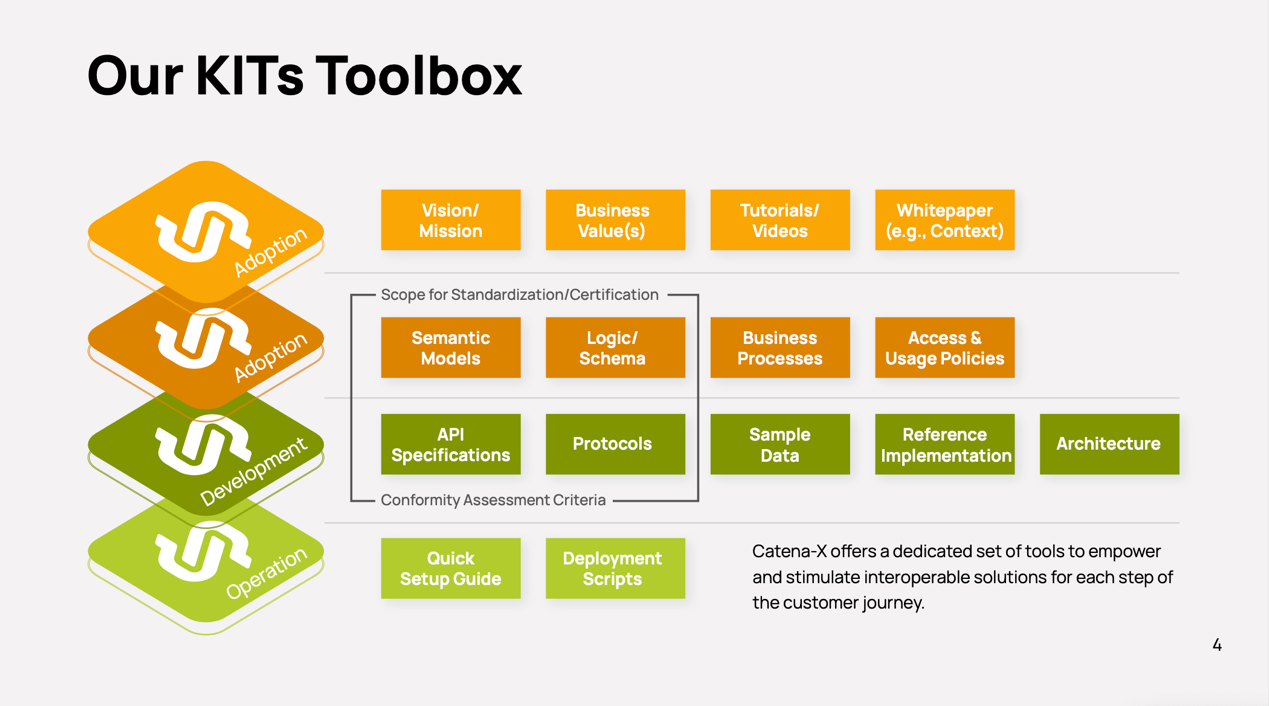 Our KITs Toolbox
Adoption
Vision/
Mission
Business
Value(s)
Tutorials/
Videos
Whitepaper
(e.g., Context)
Scope for Standardization/Certification
Adoption
Semantic
Models
Logic/
Schema
Business
Processes
Access &
Usage Policies
Development
API
Specifications
Protocols
Sample
Data
Reference
Implementation
Architecture
Conformity Assessment Criteria
Operation
Quick
Setup Guide
Deployment
Scripts
Catena-X offers a dedicated set of tools to empower
and stimulate interoperable solutions for each step of
the customer journey.
4